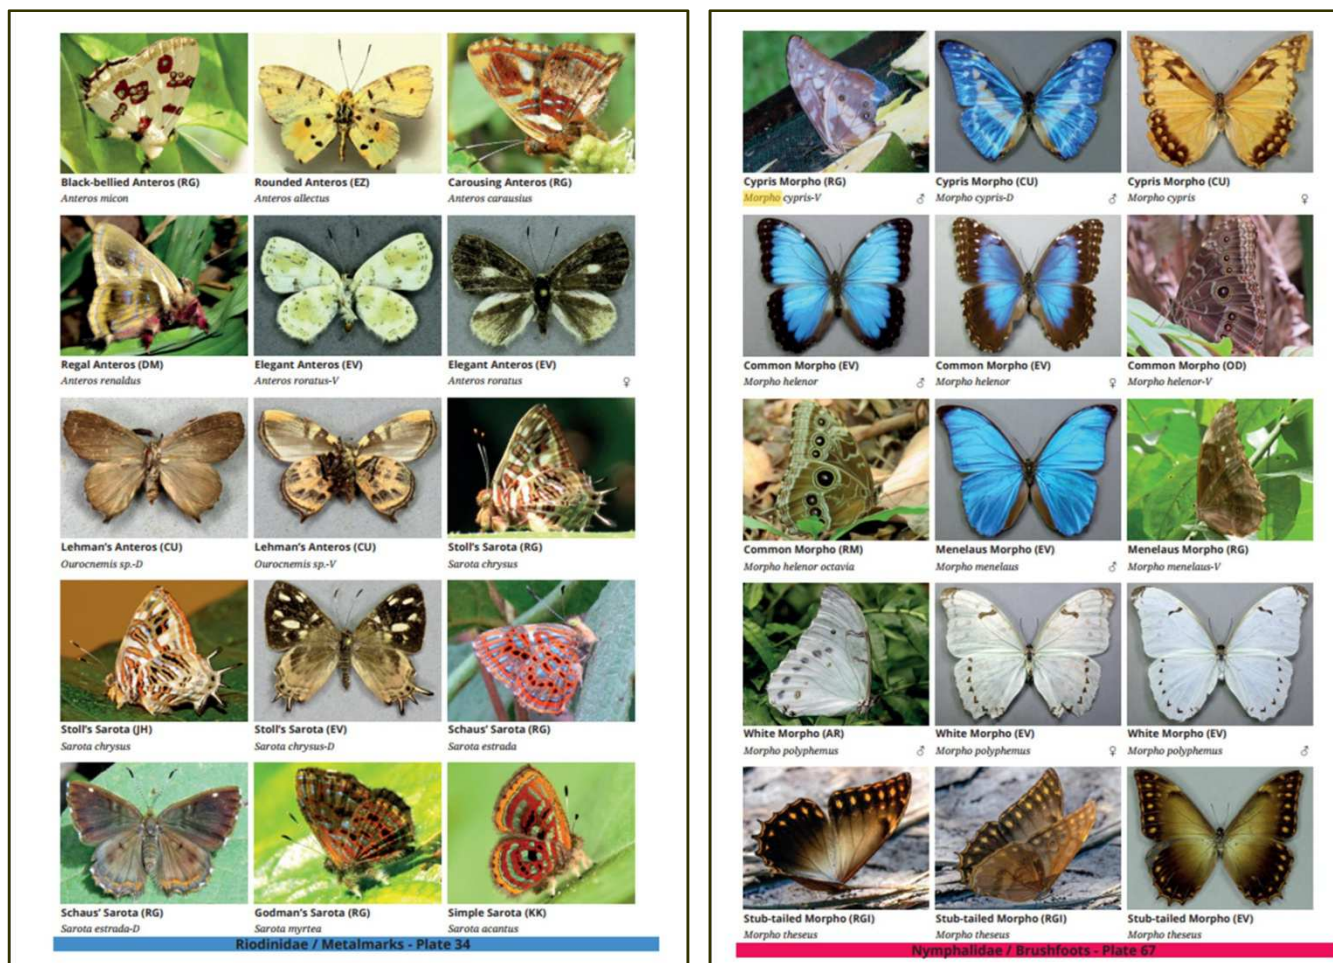 Black-bellied Anteros (RG)
Anteros micon
Rounded Anteros (EZ)
Anteros allectus
Carousing Anteros (RG)
Anteros carausius
Regal Anteros (DM)
Anteros renaldus
Elegant Anteros (EV)
Anteros roratus-V
Elegant Anteros (EV)
Anteros roratus ♀
Lehman's Anteros (CU)
Ourocnemis sp.-D
Lehman's Anteros (CU)
Ourocnemis sp.-V
Stoll's Sarota (RG)
Sarota chrysus
Stoll's Sarota (JH)
Sarota chrysus
Stoll's Sarota (EV)
Sarota chrysus-D
Schaus' Sarota (RG)
Sarota estrada
Schaus' Sarota (RG)
Sarota estrada-D
Godman's Sarota (RG)
Sarota myrtea
Simple Sarota (KK)
Sarota acantus
Riodinidae / Metalmarks - Plate 34
Cypris Morpho (RG)
Morpho cypris-V ♂
Cypris Morpho (CU)
Morpho cypris-D ♂
Cypris Morpho (CU)
Morpho cypris ♀
Common Morpho (EV)
Morpho helenor ♂
Common Morpho (EV)
Morpho helenor ♀
Common Morpho (OD)
Morpho helenor-V
Common Morpho (RM)
Morpho helenor octavia
Menelaus Morpho (EV)
Morpho menelaus ♂
Menelaus Morpho (RG)
Morpho menelaus-V
White Morpho (AR)
Morpho polyphemus ♂
White Morpho (EV)
Morpho polyphemus ♀
White Morpho (EV)
Morpho polyphemus ♂
Stub-tailed Morpho (RGI)
Morpho theseus
Stub-tailed Morpho (RGI)
Morpho theseus
Stub-tailed Morpho (EV)
Morpho theseus
Nymphalidae / Brushfoots - Plate 67